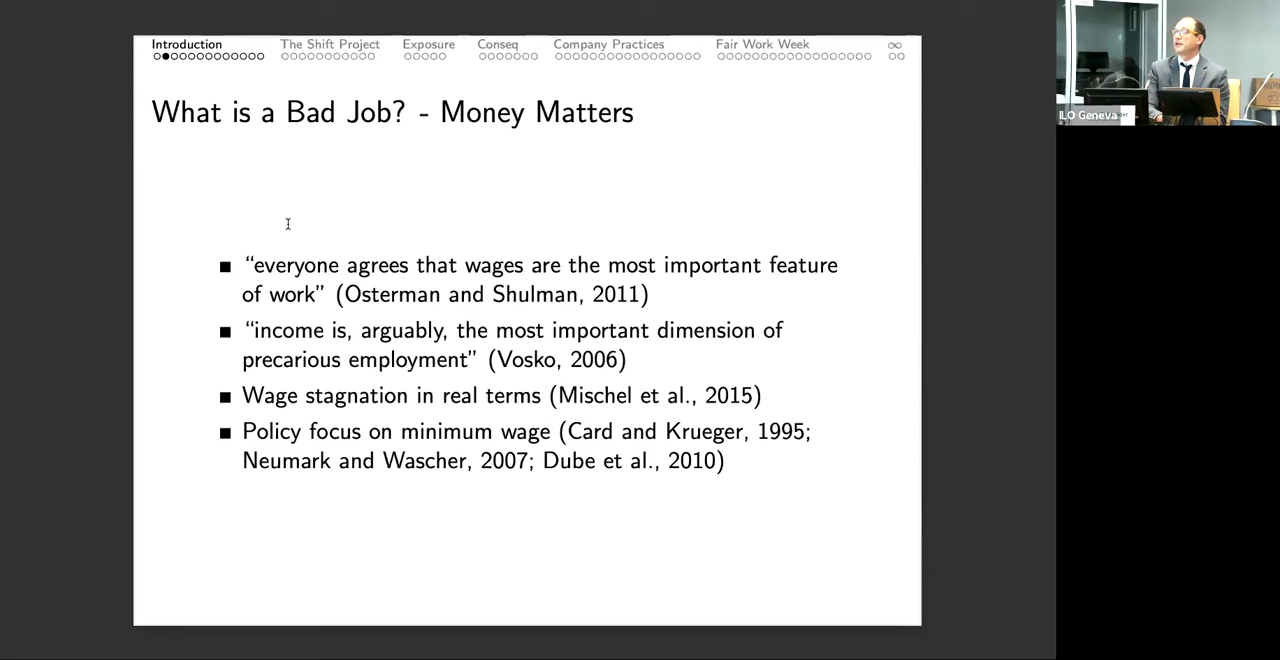 Introduction The Shift Project Exposure Conseq Company Practices Fair Work Week ∞
What is a Bad Job? - Money Matters
■ “everyone agrees that wages are the most important feature
of work” (Osterman and Shulman, 2011)
■ “income is, arguably, the most important dimension of
precarious employment” (Vosko, 2006)
■ Wage stagnation in real terms (Mischel et al., 2015)
■ Policy focus on minimum wage (Card and Krueger, 1995;
Neumark and Wascher, 2007; Dube et al., 2010)
ILO Geneva